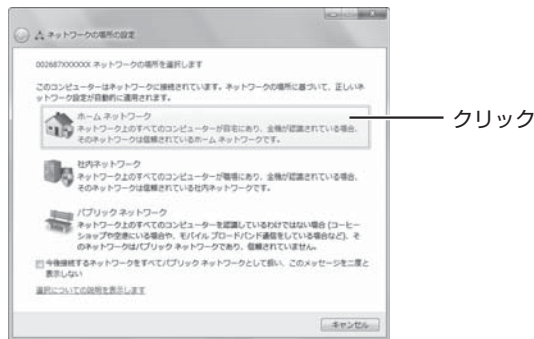 ネットワークの場所の設定
002687XXXXXX ネットワークの場所を選択します
このコンピューターはネットワークに接続されています。ネットワークの場所に基づいて、正しいネ
ットワーク設定が自動的に適用されます。
ホーム ネットワーク
ネットワーク上のすべてのコンピューターが自宅にあり、全機が認識されている場合、
そのネットワークは信頼されているホーム ネットワークです。
クリック
社内ネットワーク
ネットワーク上のすべてのコンピューターが職場にあり、全機が認識されている場合、
そのネットワークは信頼されている社内ネットワークです。
パブリック ネットワーク
ネットワーク上のすべてのコンピューターを認識しているわけではない場合 (コーヒー
ショップや空港にいる場合や、モバイル ブロードバンド通信をしている場合など)、そ
のネットワークはパブリック ネットワークであり、信頼されていません。
今後接続するネットワークをすべてパブリック ネットワークとして扱い、このメッセージを二度と
表示しない
選択についての説明を表示します
キャンセル